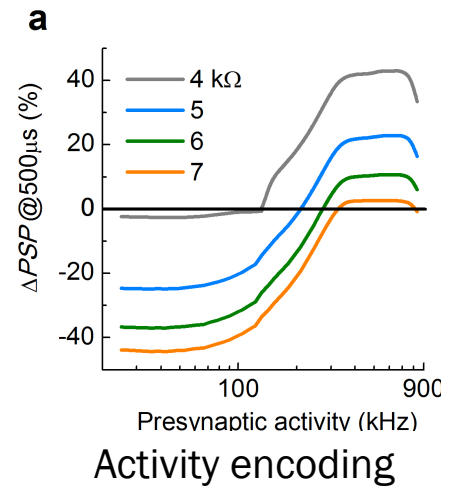 a
ΔPSP@500μs (%)
40
20
0
-20
-40
4 kΩ
5
6
7
100
900
Presynaptic activity (kHz)
Activity encoding